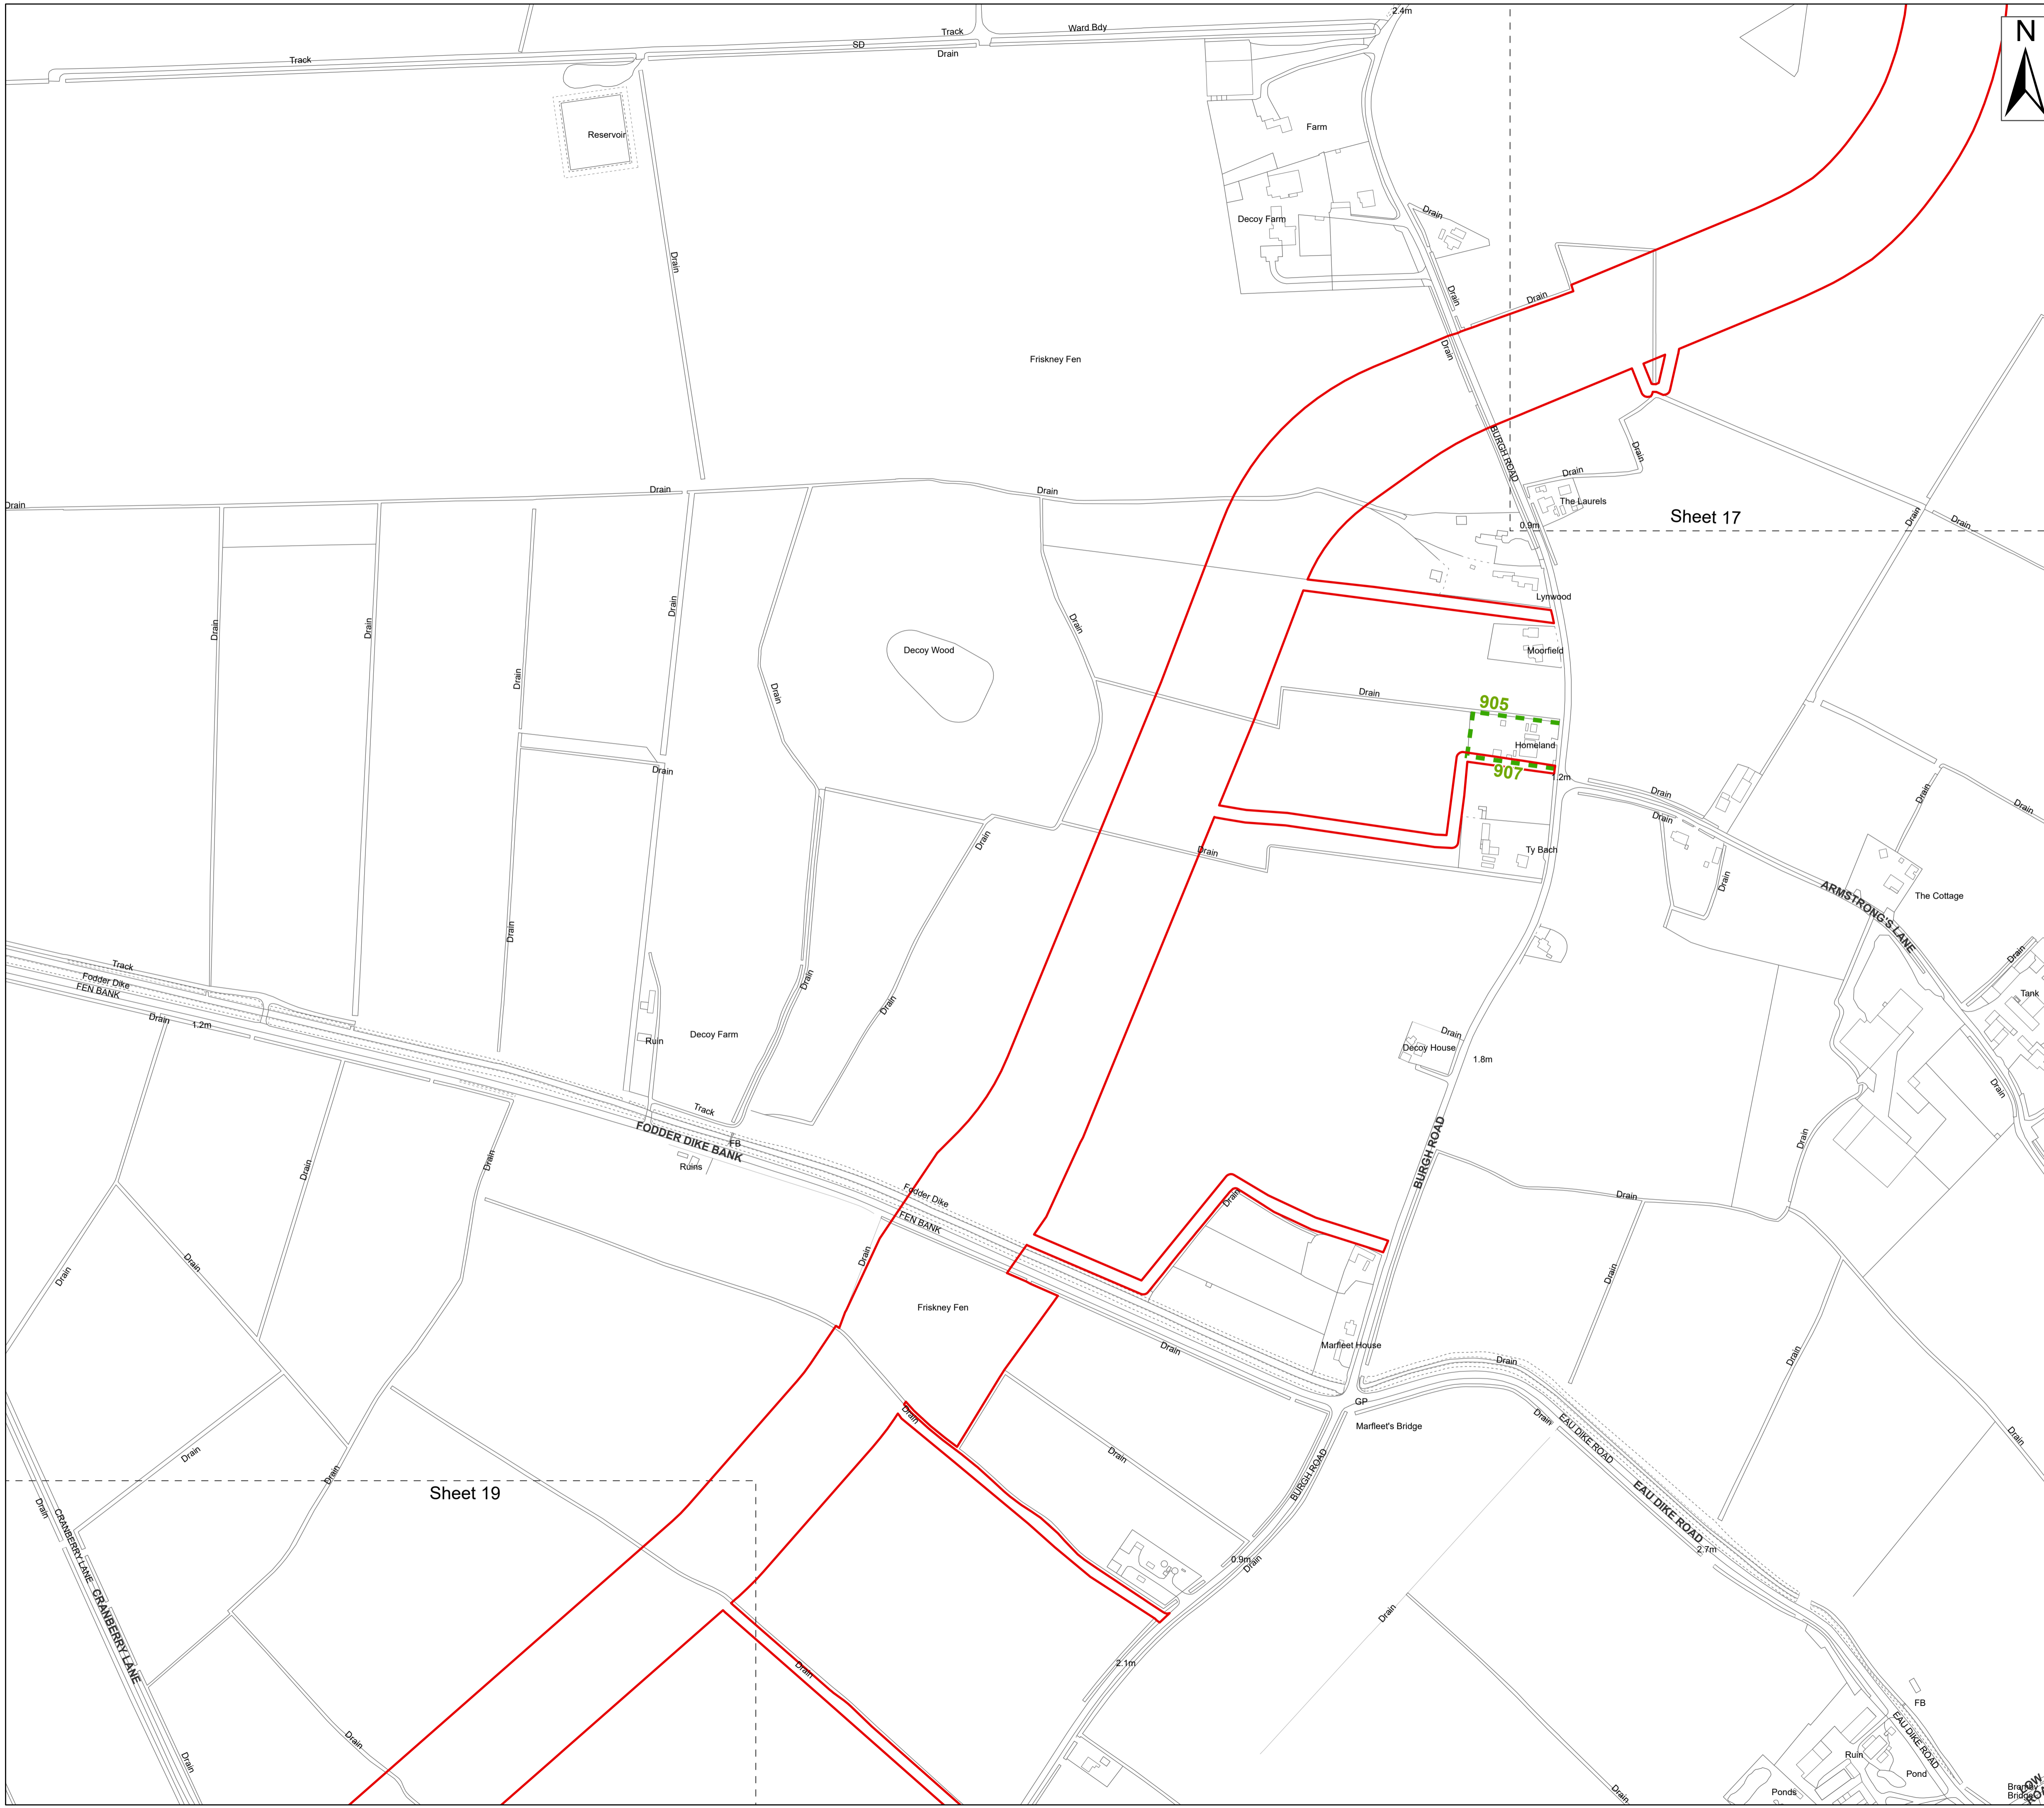 2.4m
Track
Ward Bdy
N
SD
Drain
Track
Reservoir
Farm
Decoy Farm
Drain
Drain
Drain
Drain
Drain
Friskney Fen
BURGH ROAD
Drain
Drain
Drain
Drain
Drain
The Laurels
Sheet 17
0.9m
Drain
Drain
Lynwood
Drain
Drain
Drain
Drain
Decoy Wood
Moorfield
Drain
Drain
Drain
905
Homeland
907
1.2m
Drain
Drain
Drain
Drain
Drain
Drain
Drain
Ty Bach
Drain
ARMSTRONG'S LANE
The Cottage
Drain
Drain
Track
Fodder Dike
FEN BANK
Drain
Drain
Tank
Drain
1.2m
Ruin
Decoy Farm
Drain
Decoy House
1.8m
Drain
Track
FODDER DIKE BANK
FB
Ruins
BURGH ROAD
Drain
Drain
Drain
Fodder Dike
FEN BANK
Drain
Drain
Drain
Drain
Drain
Drain
Friskney Fen
Drain
Marfleet House
Drain
Drain
GP
Marfleet's Bridge
Drain
Drain
EAU DIKE ROAD
Drain
Drain
Drain
Drain
BURGH ROAD
Sheet 19
EAU DIKE ROAD
Drain
CRANBERRY LANE
2.7m
0.9m
Drain
CRANBERRY LANE
Drain
Drain
2.1m
Drain
Drain
FB
EAU DIKE ROAD
Ruin
Pond
Ponds
Drain